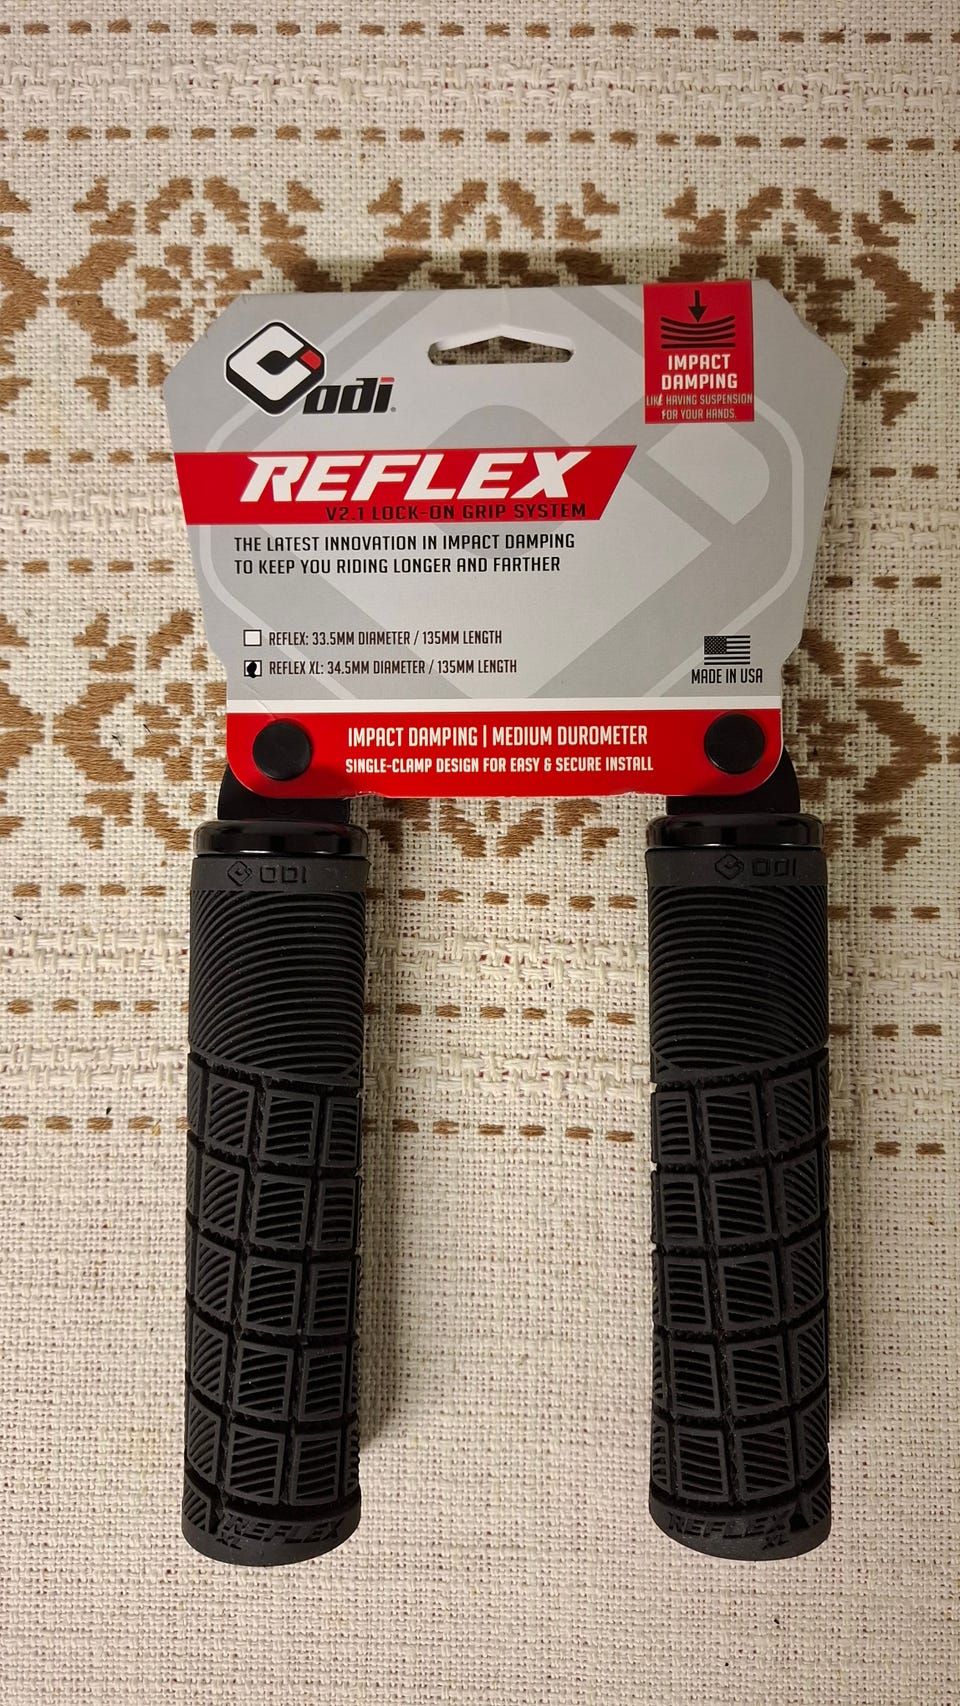 odi
IMPACT
DAMPING
LIKE HAVING SUSPENSION
FOR YOUR HANDS.
REFLEX
V2.1 LOCK-ON GRIP SYSTEM
THE LATEST INNOVATION IN IMPACT DAMPING
TO KEEP YOU RIDING LONGER AND FARTHER
REFLEX: 33.5MM DIAMETER / 135MM LENGTH
REFLEX XL: 34.5MM DIAMETER / 135MM LENGTH
MADE IN USA
IMPACT DAMPING | MEDIUM DUROMETER
SINGLE-CLAMP DESIGN FOR EASY & SECURE INSTALL
ODI
ODI
REFLEX
XL
REFLEX
XL